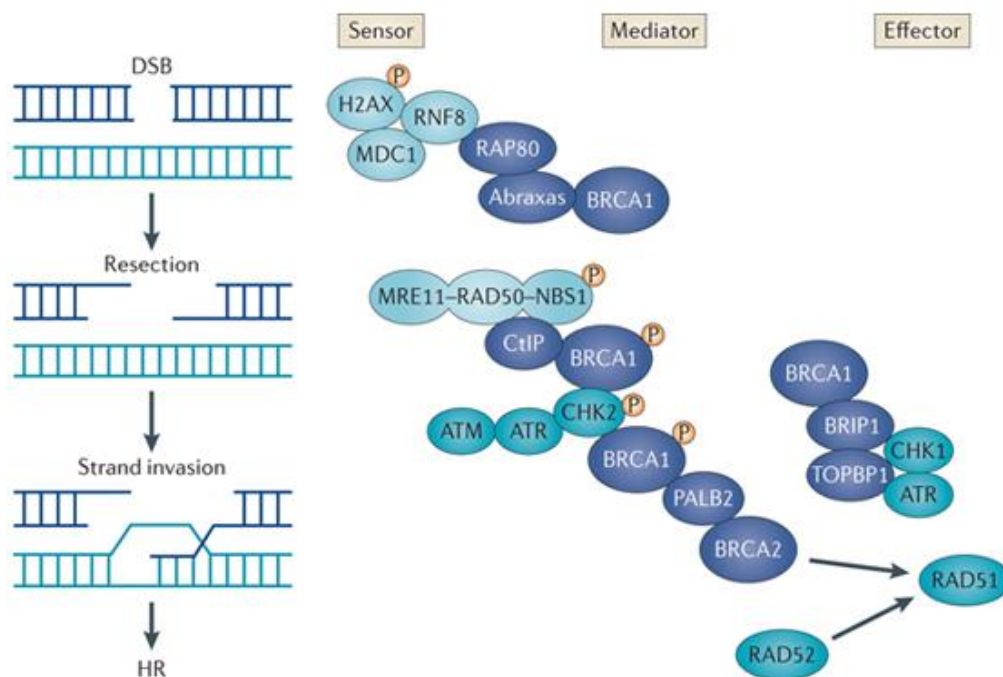 Sensor
Mediator
Effector
DSB
P
H2AX
RNF8
MDC1
RAP80
Abraxas
BRCA1
Resection
P
MRE11–RAD50–NBS1
CtIP
BRCA1
P
ATM
ATR
CHK2
P
BRCA1
P
PALB2
BRCA2
BRCA1
BRIP1
CHK1
TOPBP1
ATR
Strand invasion
RAD51
RAD52
HR